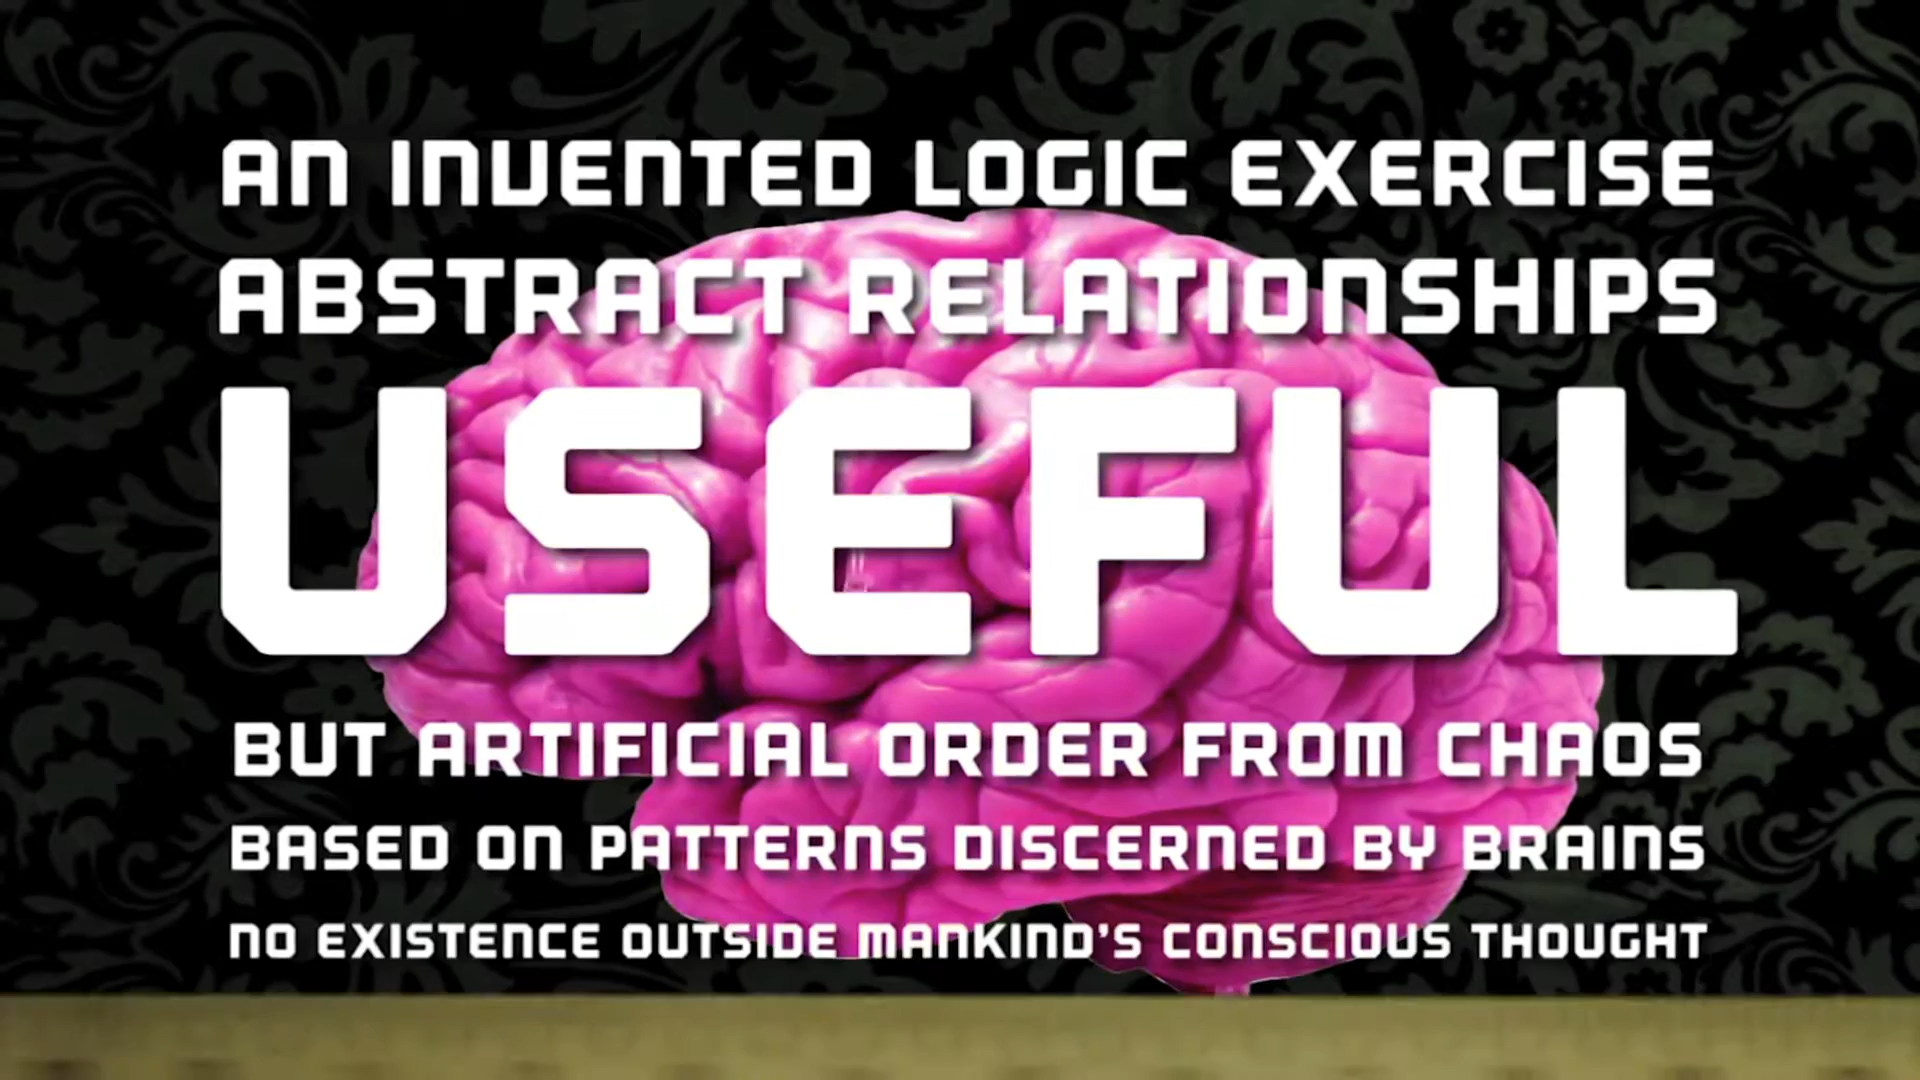 AN INVENTED LOGIC EXERCISE
ABSTRACT RELATIONSHIPS
USEFUL
BUT ARTIFICIAL ORDER FROM CHAOS
BASED ON PATTERNS DISCERNED BY BRAINS
NO EXISTENCE OUTSIDE MANKIND'S CONSCIOUS THOUGHT